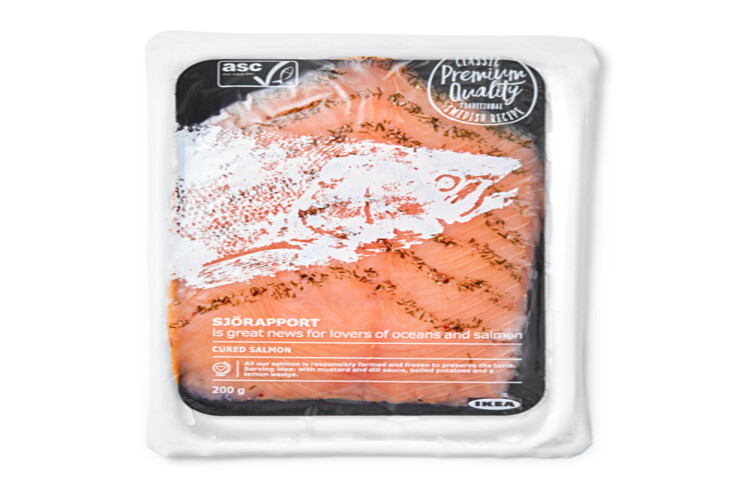 asc
CLASSIC
Premium
Quality
TRADITIONAL
SWEDISH RECIPE
SJÖRAPPORT
is great news for lovers of oceans and salmon
CURED SALMON
All our salmon is responsibly farmed and frozen to preserve the taste.
Serving idea: with mustard and dill sauce, boiled potatoes and a
lemon wedge.
200 g
IKEA